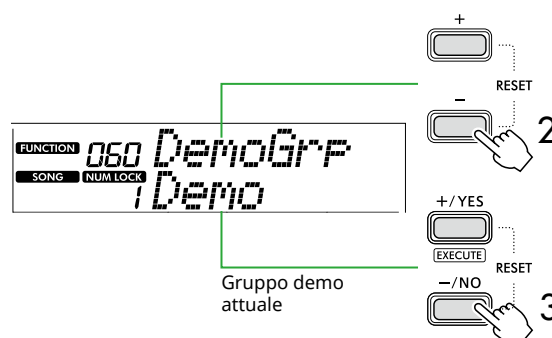 +
RESET
−
2
FUNCTION 060 DemoGrp
SONG NUM LOCK 1 Demo
+/YES
EXECUTE
RESET
−/NO
3
Gruppo demo
attuale